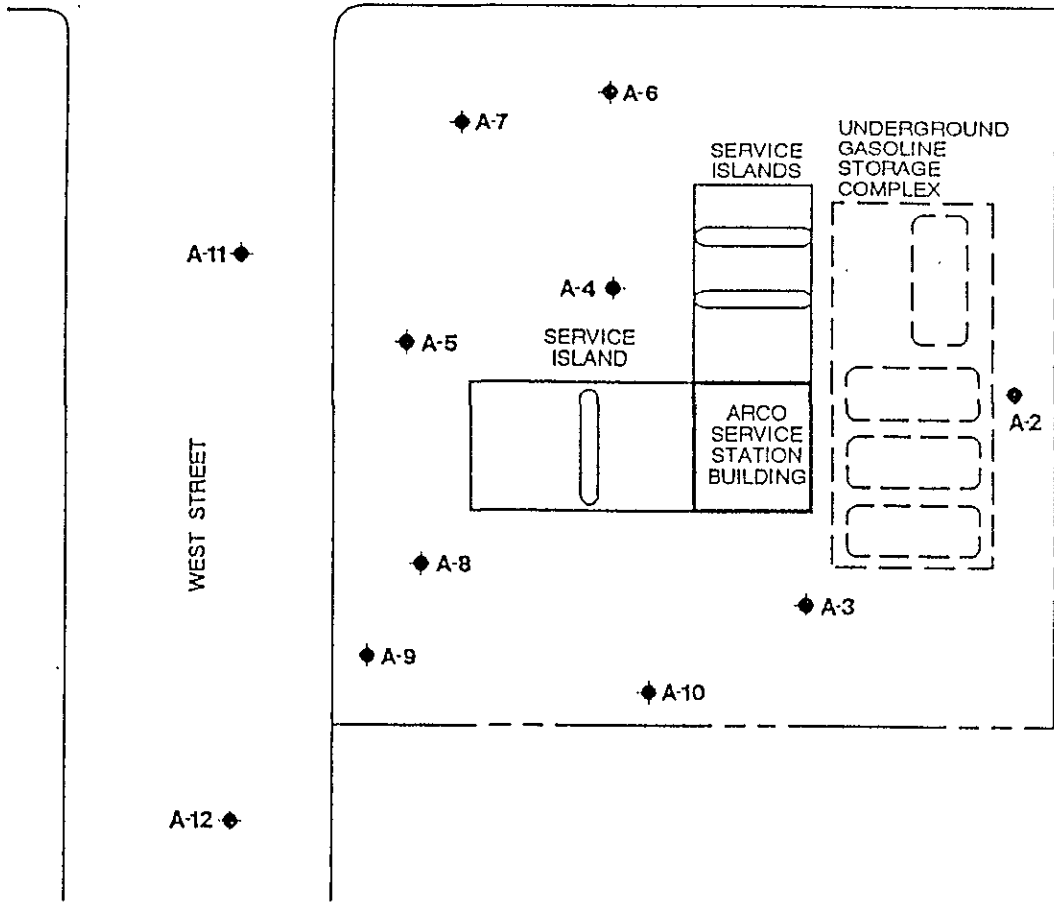 A-6
A-7
UNDERGROUND
GASOLINE
STORAGE
COMPLEX
SERVICE
ISLANDS
A-11
A-4
A-5
SERVICE
ISLAND
A-2
ARCO
SERVICE
STATION
BUILDING
WEST STREET
A-8
A-3
A-9
A-10
A-12